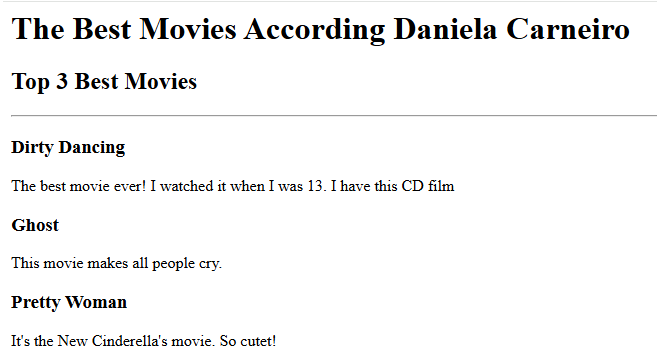 The Best Movies According Daniela Carneiro
Top 3 Best Movies
Dirty Dancing
The best movie ever! I watched it when I was 13. I have this CD film
Ghost
This movie makes all people cry.
Pretty Woman
It's the New Cinderella's movie. So cutet!